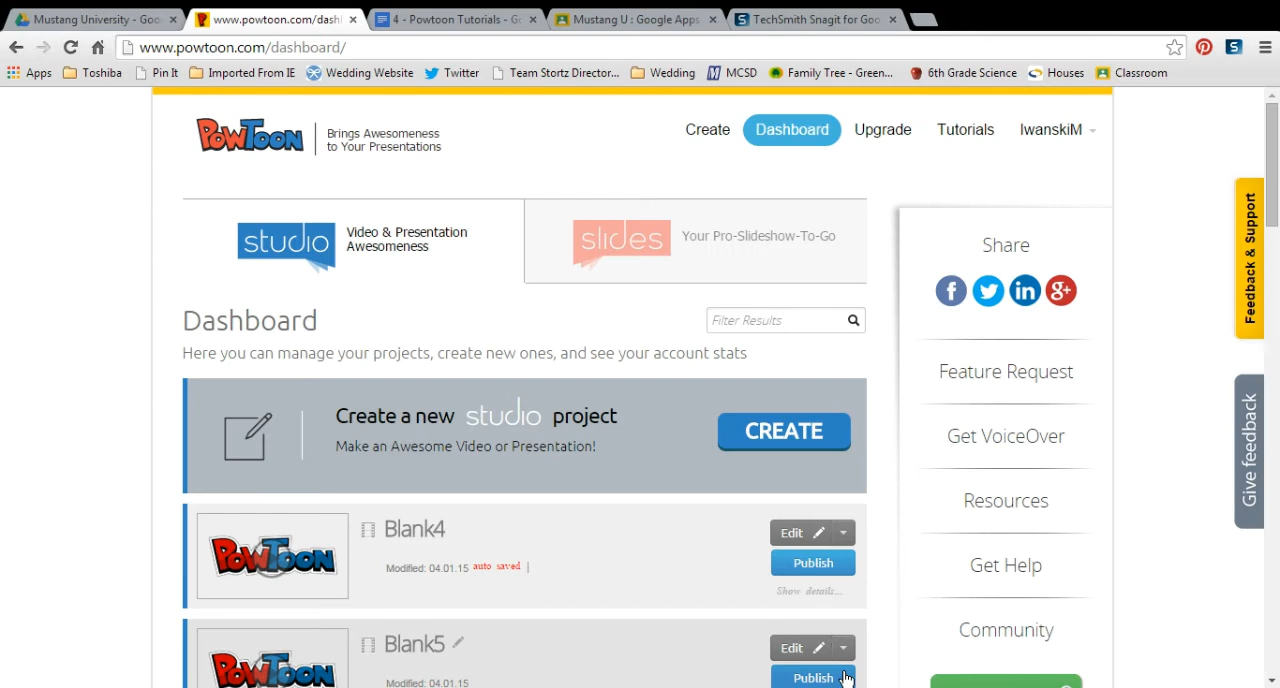 Mustang University - Goo
www.powtoon.com/dashl
4 - Powtoon Tutorials - G
Mustang U : Google Apps
TechSmith Snagit for Goo
www.powtoon.com/dashboard/
Apps
Toshiba
Pin It
Imported From IE
Wedding Website
Twitter
Team Stortz Director...
Wedding
MCSD
Family Tree - Green...
6th Grade Science
Houses
Classroom
POWTOON
Brings Awesomeness
to Your Presentations
Create
Dashboard
Upgrade
Tutorials
IwanskiM
studio
Video & Presentation
Awesomeness
slides
Your Pro-Slideshow-To-Go
Share
Feedback & Support
Dashboard
Filter Results
Here you can manage your projects, create new ones, and see your account stats
Feature Request
Create a new studio project
Make an Awesome Video or Presentation!
CREATE
Get VoiceOver
Give feedback
Resources
POWTOON
Blank4
Modified: 04.01.15 auto saved |
Edit
Publish
Show details...
Get Help
Community
POWTOON
Blank5
Modified: 04.01.15
Edit
Publish